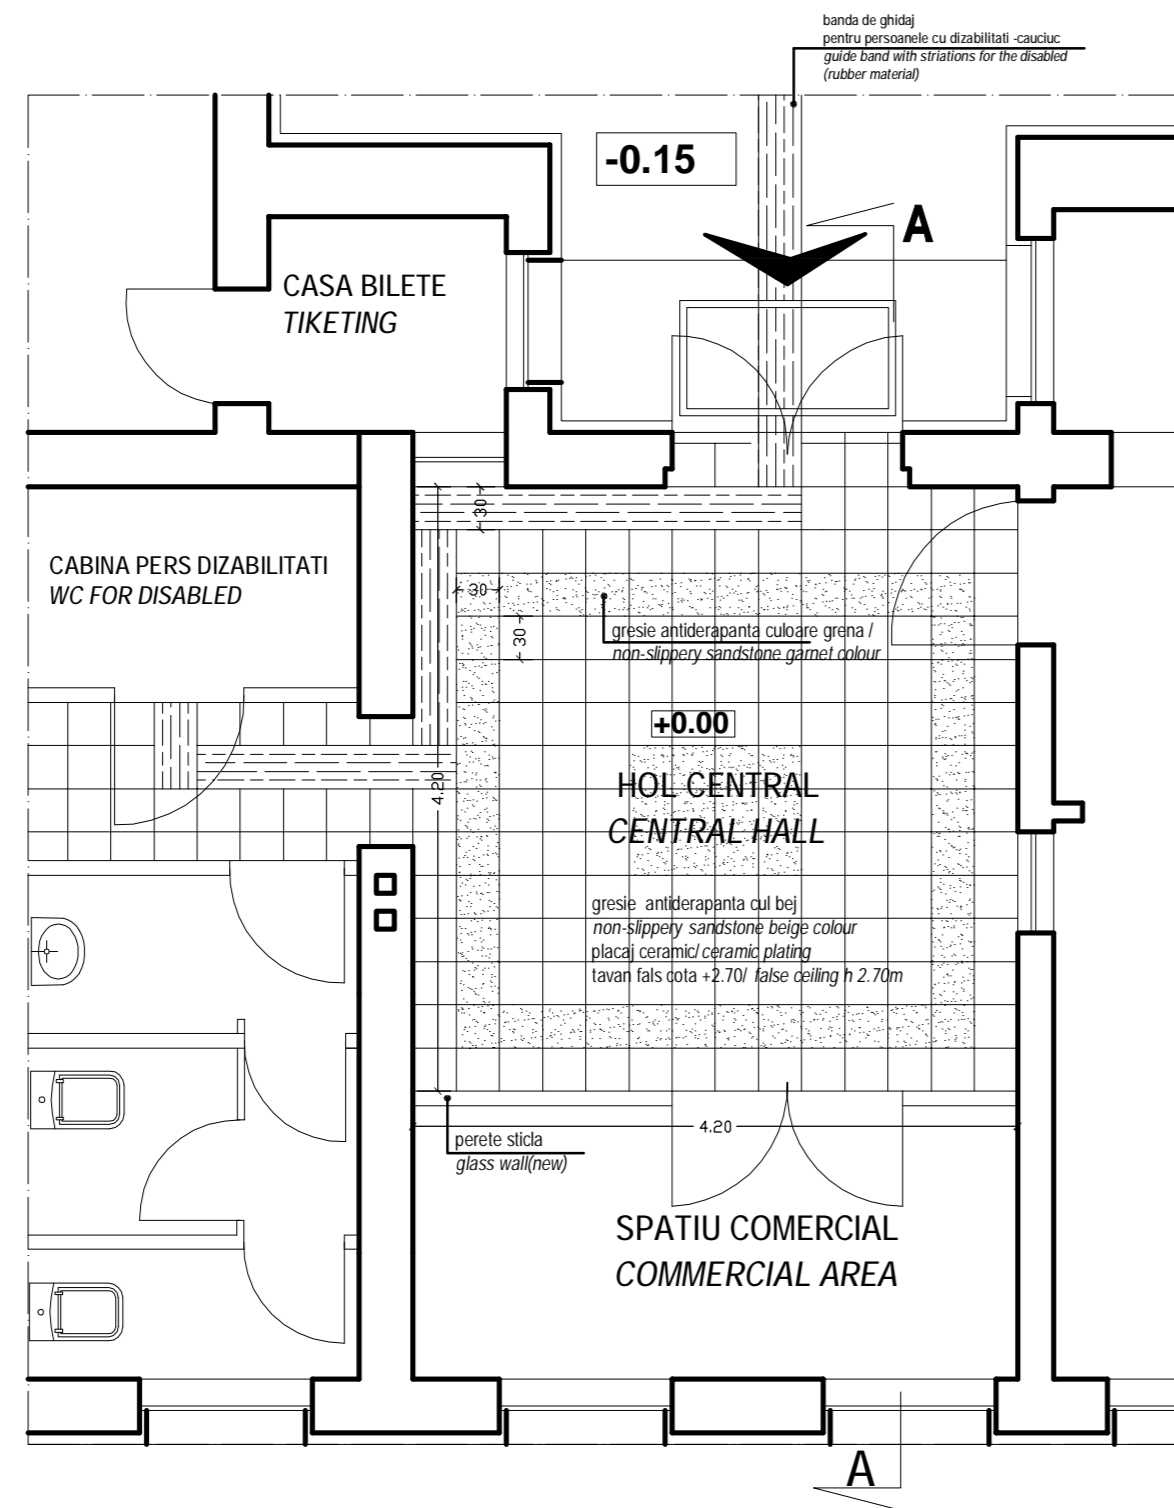 banda de ghidaj
pentru persoanele cu dizabilitati -cauciuc
guide band with striations for the disabled
(rubber material)
-0.15
A
CASA BILETE
TIKETING
30
CABINA PERS DIZABILITATI
WC FOR DISABLED
30
30
gresie antiderapanta culoare grena /
non-slippery sandstone garnet colour
+0.00
4.20
HOL CENTRAL
CENTRAL HALL
gresie antiderapanta cul bej
non-slippery sandstone beige colour
placaj ceramic/ ceramic plating
tavan fals cota +2.70/ false ceiling h 2.70m
4.20
perete sticla
glass wall(new)
SPATIU COMERCIAL
COMMERCIAL AREA
A